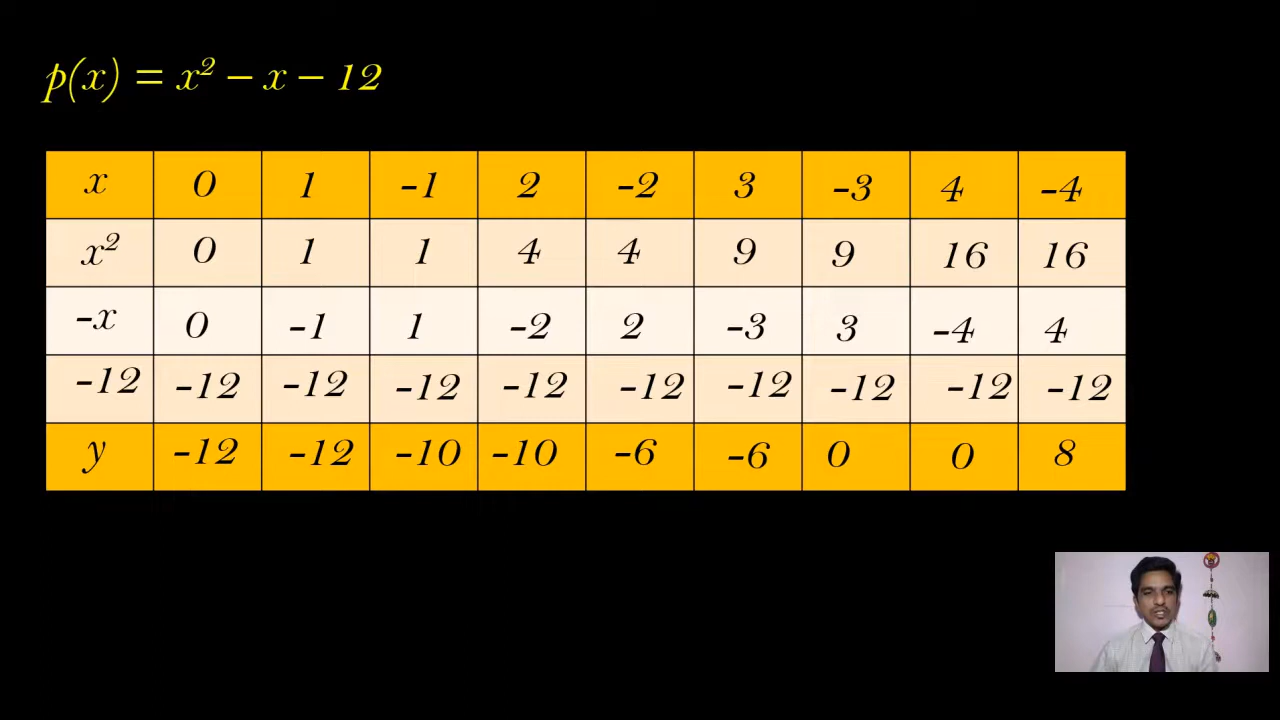 p(x) = x² − x − 12
x 0 1 -1 2 -2 3 -3 4 -4
x² 0 1 1 4 4 9 9 16 16
-x 0 -1 1 -2 2 -3 3 -4 4
-12 -12 -12 -12 -12 -12 -12 -12 -12 -12
y -12 -12 -10 -10 -6 -6 0 0 8